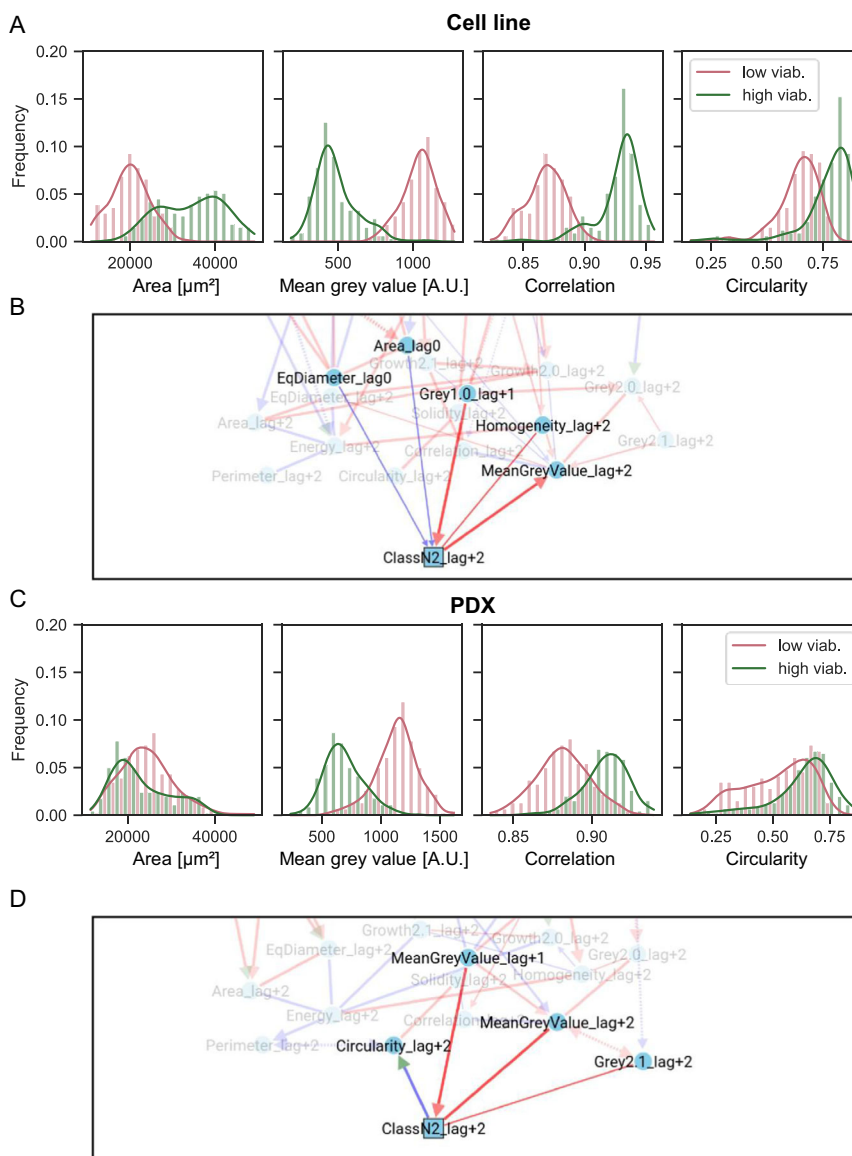 A
Cell line
0.20
0.15
0.10
0.05
0.00
Frequency
low viab.
high viab.
20000 40000
500 1000
0.85 0.90 0.95
0.25 0.50 0.75
Area [µm²]
Mean grey value [A.U.]
Correlation
Circularity
B
Area_lag0
Growth2.1_lag+2
Growth2.0_lag+2
EqDiameter_lag0
Grey2.0_lag+2
EqDiameter_lag+2
Grey1.0_lag+1
Solidity_lag+2
Area_lag+2
Homogeneity_lag+2
Grey2.1_lag+2
Energy_lag+2
Correlation_lag+2
Perimeter_lag+2
Circularity_lag+2
MeanGreyValue_lag+2
ClassN2_lag+2
C
PDX
0.20
0.15
0.10
0.05
0.00
Frequency
low viab.
high viab.
20000 40000
500 1000 1500
0.85 0.90
0.25 0.50 0.75
Area [µm²]
Mean grey value [A.U.]
Correlation
Circularity
D
Growth2.1_lag+2
Growth2.0_lag+2
EqDiameter_lag+2
Grey2.0_lag+2
MeanGreyValue_lag+1
Homogeneity_lag+2
Solidity_lag+2
Area_lag+2
Energy_lag+2
Correlation_lag+2
MeanGreyValue_lag+2
Perimeter_lag+2
Circularity_lag+2
Grey2.1_lag+2
ClassN2_lag+2